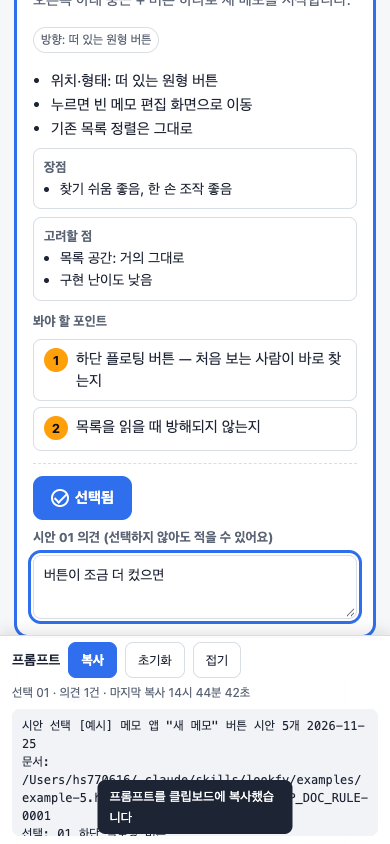 방향: 떠 있는 원형 버튼
위치·형태: 떠 있는 원형 버튼
누르면 빈 메모 편집 화면으로 이동
기존 목록 정렬은 그대로
장점
찾기 쉬움 좋음, 한 손 조작 좋음
고려할 점
목록 공간: 거의 그대로
구현 난이도 낮음
봐야 할 포인트
1 하단 플로팅 버튼 — 처음 보는 사람이 바로 찾
는지
2 목록을 읽을 때 방해되지 않는지
선택됨
시안 01 의견 (선택하지 않아도 적을 수 있어요)
버튼이 조금 더 컸으면
프롬프트 복사 초기화 접기
선택 01 · 의견 1건 · 마지막 복사 14시 44분 42초
시안 선택 [예시] 메모 앱 "새 메모" 버튼 시안 5개 2026-11-
25
문서:
/Users/hs770616/.claude/skills/lookfy/examples/
example-5.h
P_DOC_RULE-
0001
선택: 01 하단
프롬프트를 클립보드에 복사했습
니다